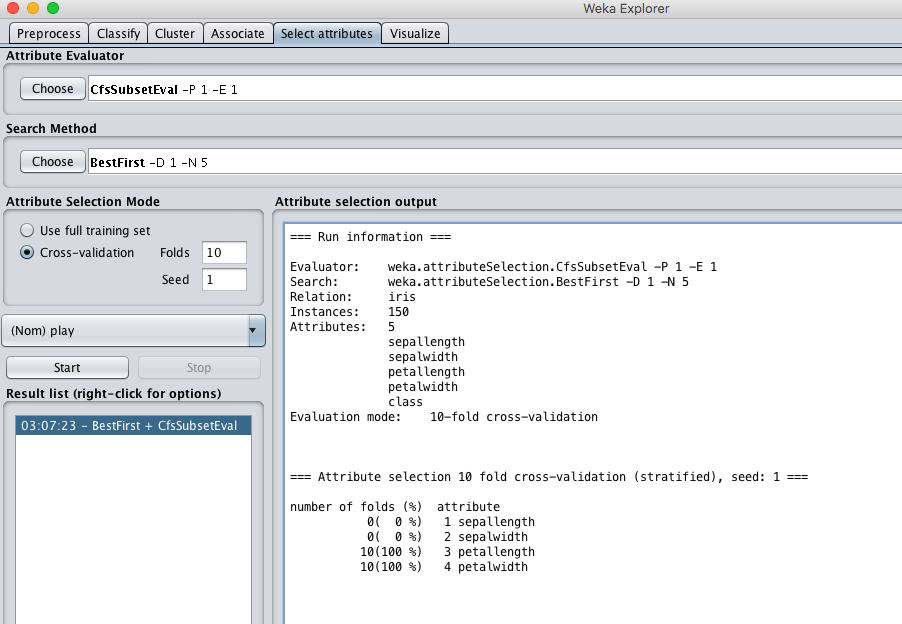 Weka Explorer
Preprocess Classify Cluster Associate Select attributes Visualize
Attribute Evaluator
Choose CfsSubsetEval -P 1 -E 1
Search Method
Choose BestFirst -D 1 -N 5
Attribute Selection Mode
Use full training set
Cross-validation Folds 10
Seed 1
(Nom) play
Start Stop
Result list (right-click for options)
03:07:23 - BestFirst + CfsSubsetEval
Attribute selection output
=== Run information ===
Evaluator: weka.attributeSelection.CfsSubsetEval -P 1 -E 1
Search: weka.attributeSelection.BestFirst -D 1 -N 5
Relation: iris
Instances: 150
Attributes: 5
sepallength
sepalwidth
petallength
petalwidth
class
Evaluation mode: 10-fold cross-validation
=== Attribute selection 10 fold cross-validation (stratified), seed: 1 ===
number of folds (%) attribute
0( 0 %) 1 sepallength
0( 0 %) 2 sepalwidth
10(100 %) 3 petallength
10(100 %) 4 petalwidth